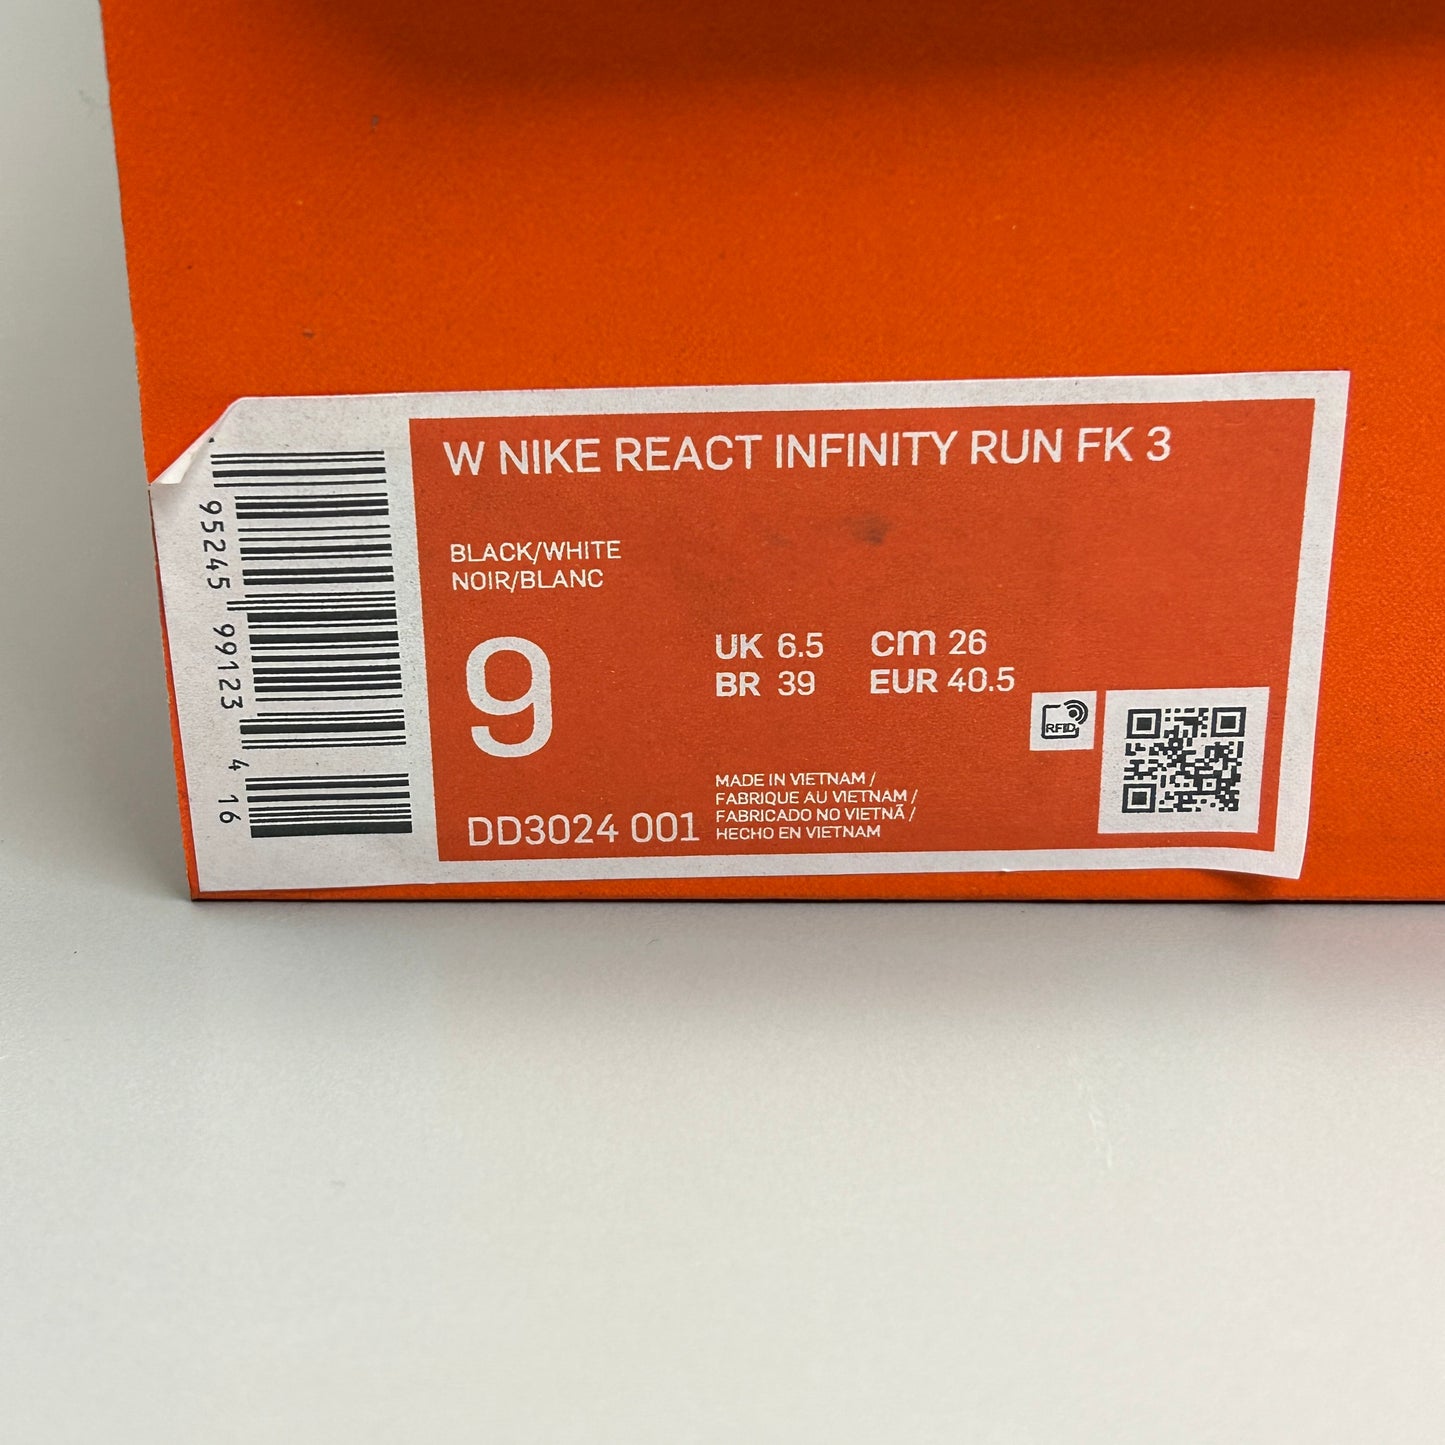 W NIKE REACT INFINITY RUN FK 3
BLACK/WHITE
NOIR/BLANC
9
UK 6.5 cm 26
BR 39 EUR 40.5
RFID
MADE IN VIETNAM /
FABRIQUE AU VIETNAM /
FABRICADO NO VIETNÃ /
HECHO EN VIETNAM
DD3024 001
95245 99123 4 16